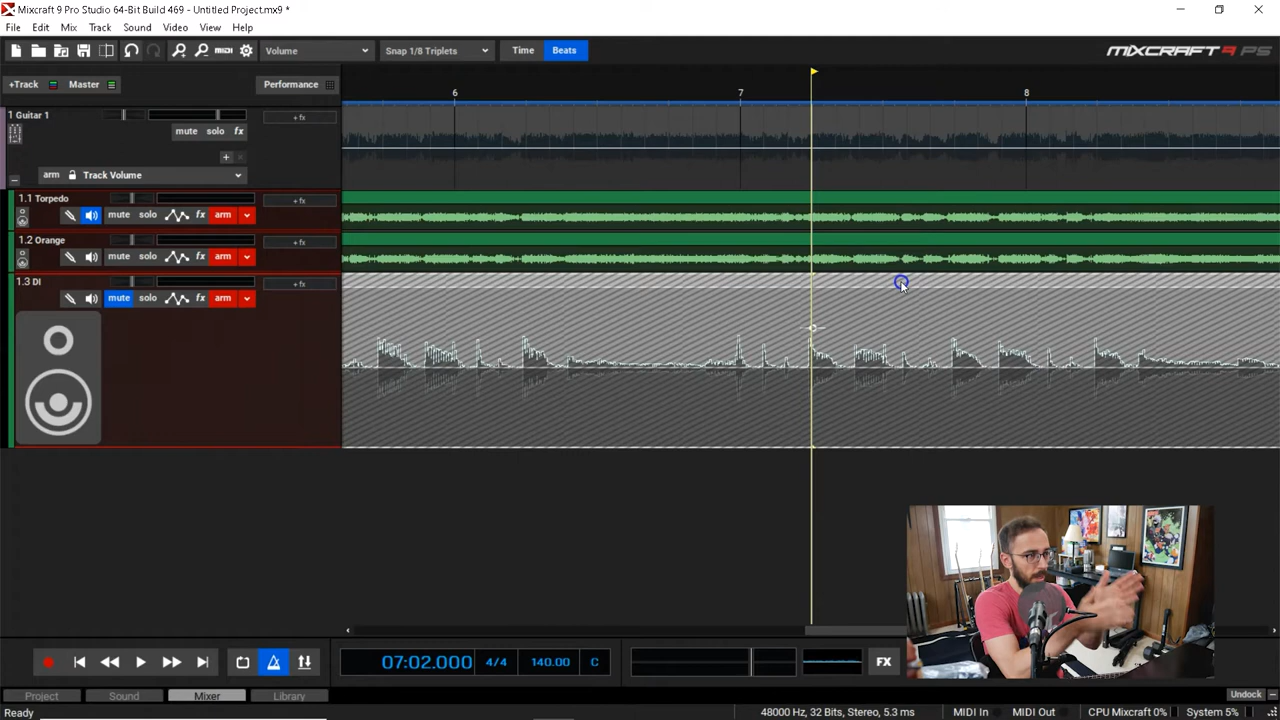 Mixcraft 9 Pro Studio 64-Bit Build 469 - Untitled Project.mx9 *
File Edit Mix Track Sound Video View Help
MIDI Volume Snap 1/8 Triplets Time Beats MIXCRAFT 9 PS
+Track Master Performance
6 7 8
1 Guitar 1 +fx
mute solo fx
+
arm Track Volume
1.1 Torpedo +fx
mute solo fx arm
1.2 Orange +fx
mute solo fx arm
1.3 DI +fx
mute solo fx arm
07:02.000 4/4 140.00 C FX
Project Sound Mixer Library Undock
Ready 48000 Hz, 32 Bits, Stereo, 5.3 ms MIDI In MIDI Out CPU Mixcraft 0% System 5%